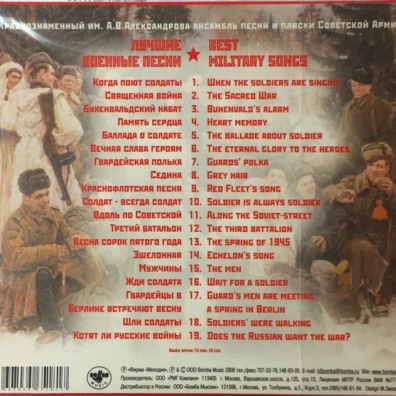 Краснознаменный им. А.В.Александрова ансамбль песни и пляски Советской Арми
ЛУЧШИЕ ВОЕННЫЕ ПЕСНИ ★ BEST MILITARY SONGS
Когда поют солдаты 1. When the soldiers are singing
Священная война 2. The Sacred War
Бухенвальдский набат 3. Buhenvald's alarm
Память сердца 4. Heart memory
Баллада о солдате 5. The ballade about soldier
Вечная слава героям 6. The eternal glory to the heroes
Гвардейская полька 7. Guards' polka
Седина 8. Grey hair
Краснофлотская песня 9. Red Fleet's song
Солдат - всегда солдат 10. Soldier is always soldier
Вдоль по Советской 11. Along the Soviet-street
Третий батальон 12. The third battalion
Весна сорок пятого года 13. The spring of 1945
Эшелонная 14. Echelon's song
Мужчины 15. The men
Жди солдата 16. Wait for a soldier
Гвардейцы в 17. Guard's men are meeting
Берлине встречают весну a spring in Berlin
Шли солдаты 18. Soldiers' were walking
Хотят ли русские войны 19. Does the Russian want the war?
BOMBA MUSIC